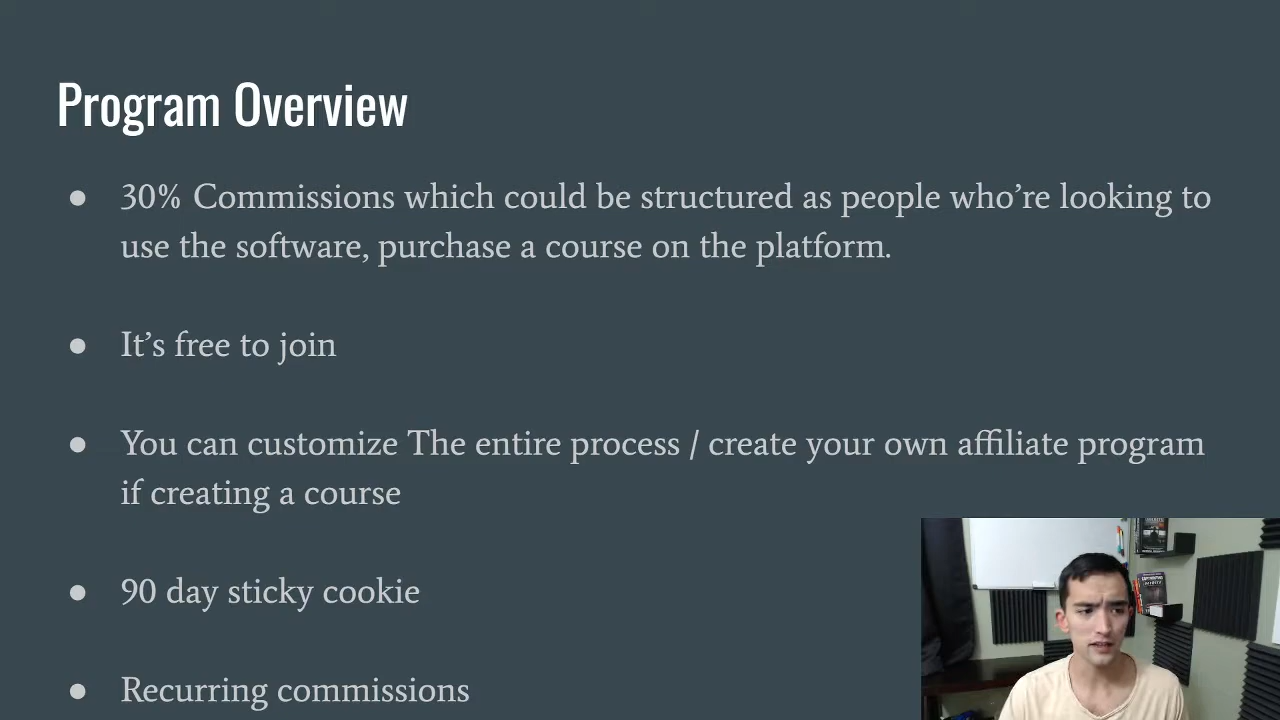 Program Overview
● 30% Commissions which could be structured as people who’re looking to
use the software, purchase a course on the platform.
● It’s free to join
● You can customize The entire process / create your own affiliate program
if creating a course
● 90 day sticky cookie
● Recurring commissions